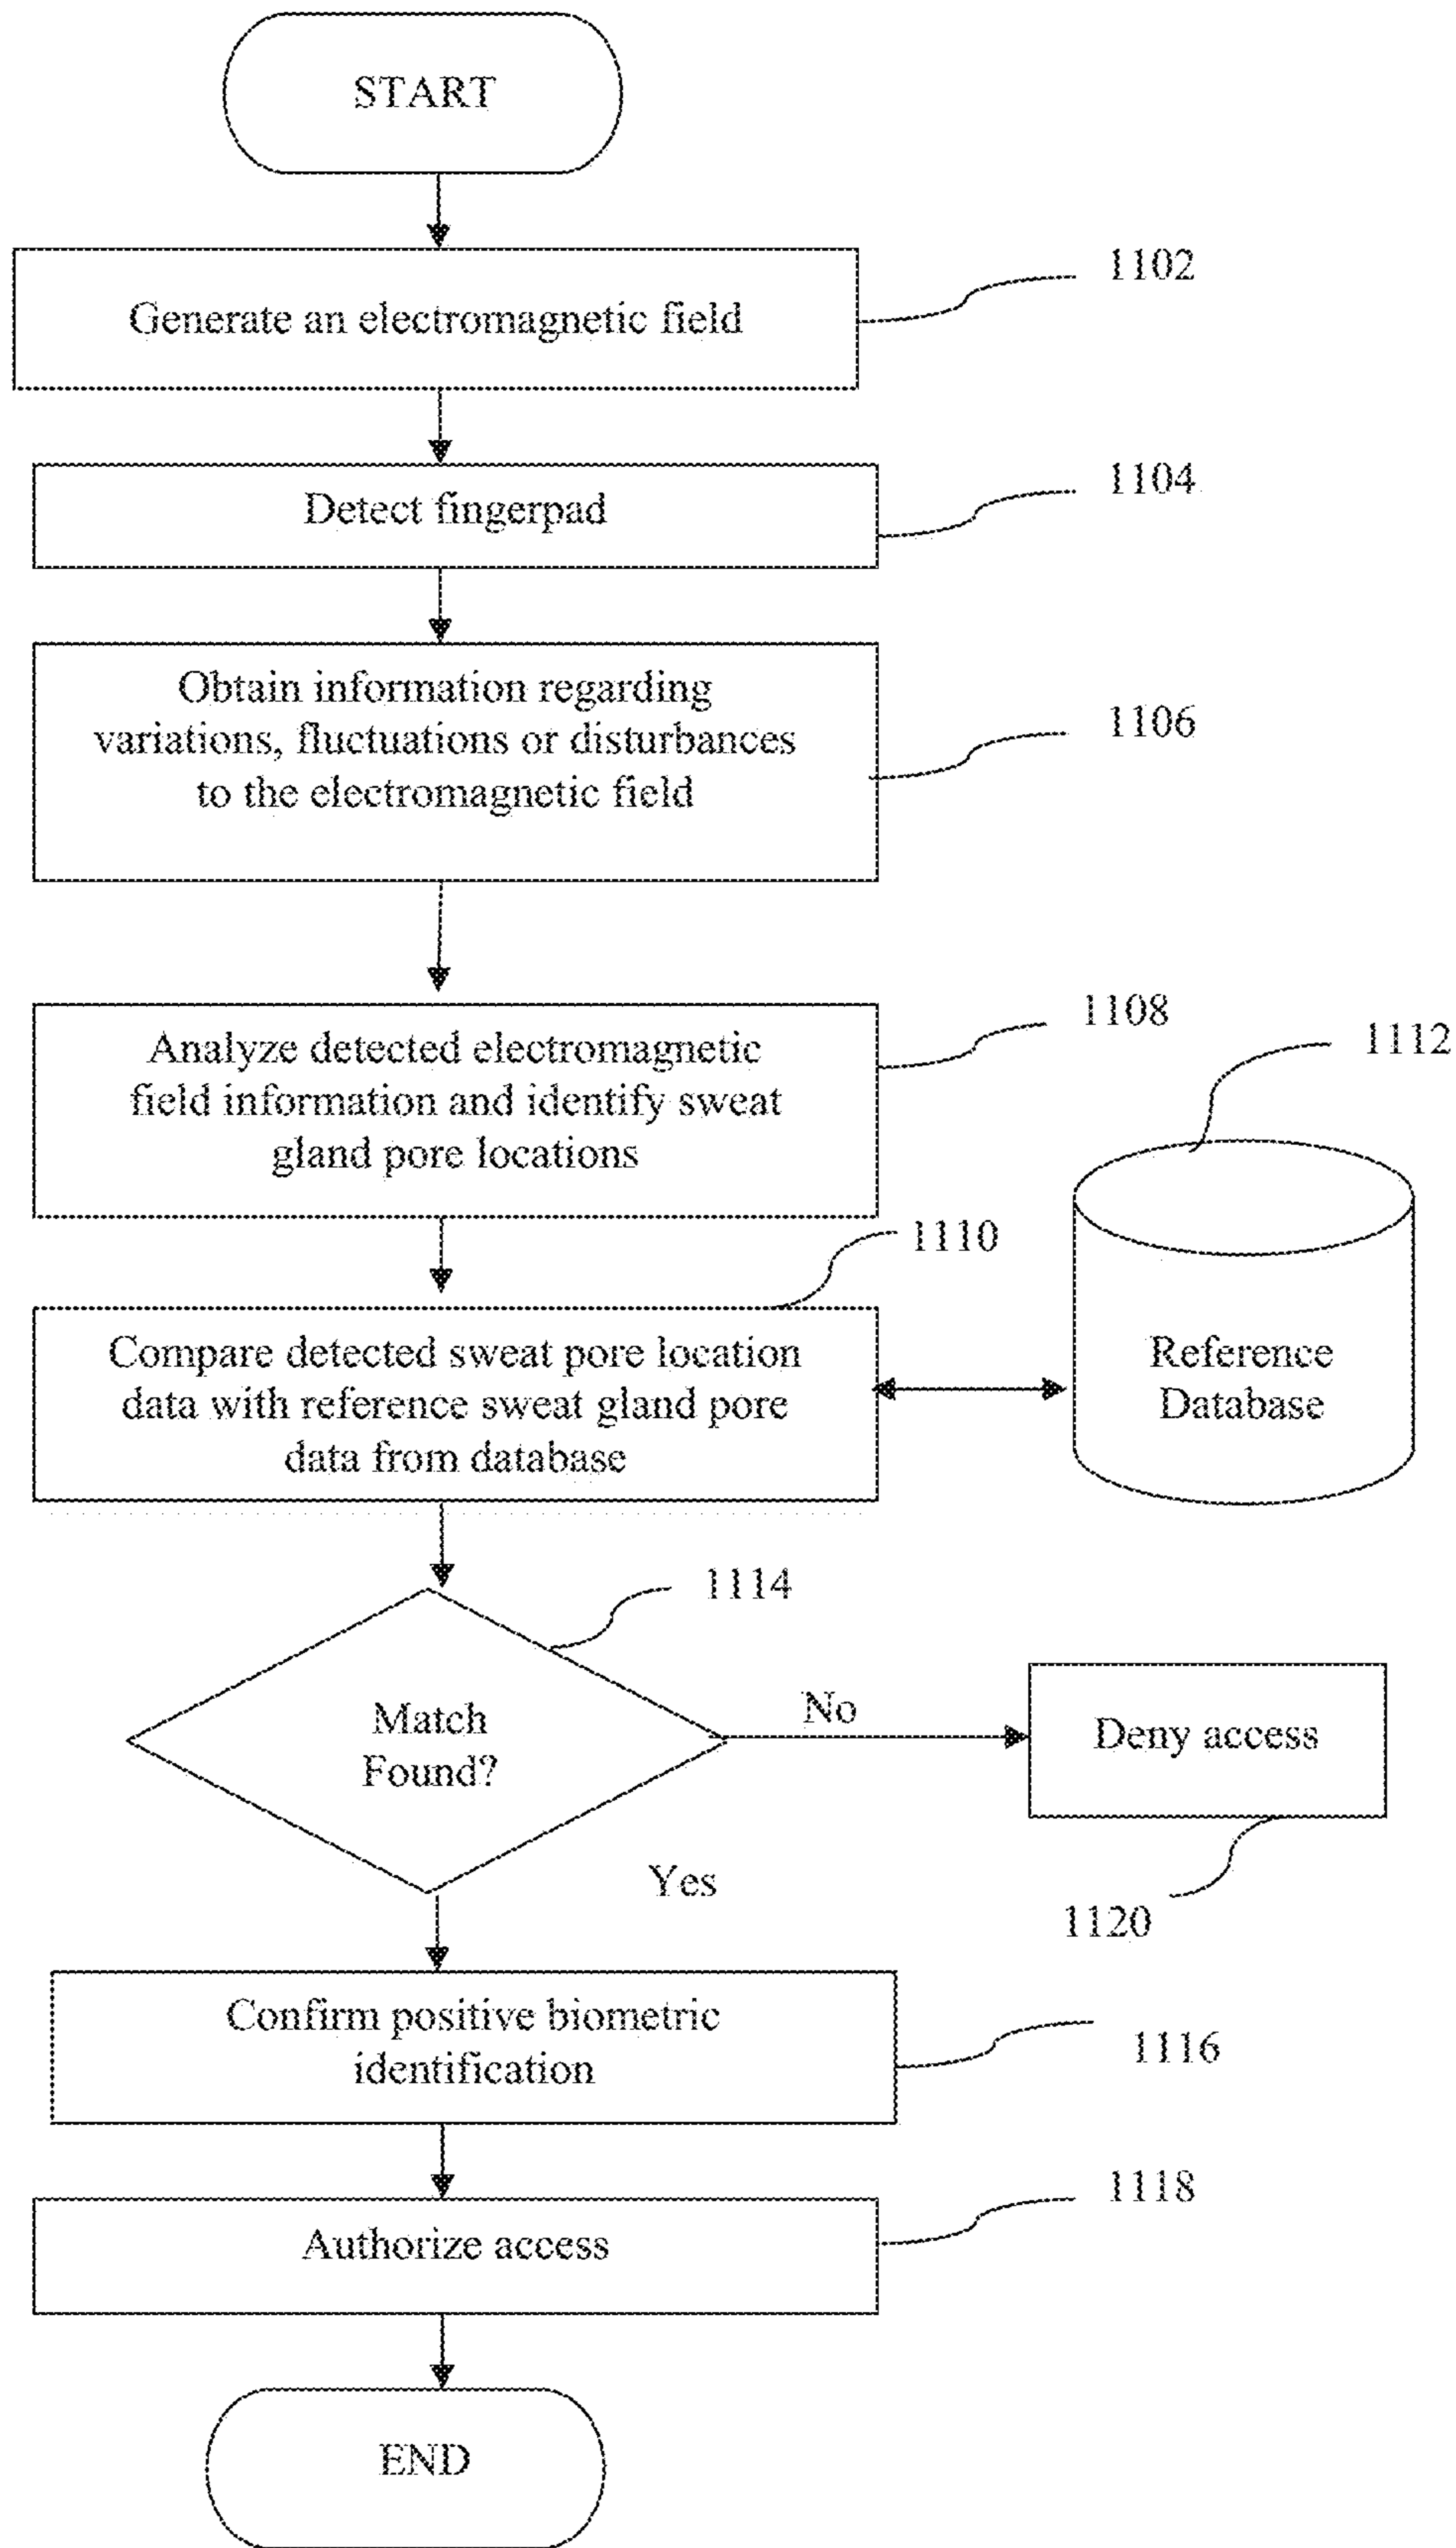 START
1102
Generate an electromagnetic field
1104
Detect fingerpad
Obtain information regarding
variations, fluctuations or disturbances
to the electromagnetic field
1106
1108
Analyze detected electromagnetic
field information and identify sweat
gland pore locations
1112
1110
Compare detected sweat pore location
data with reference sweat gland pore
data from database
Reference
Database
1114
Match
Found?
No
Deny access
Yes
1120
Confirm positive biometric
identification
1116
1118
Authorize access
END